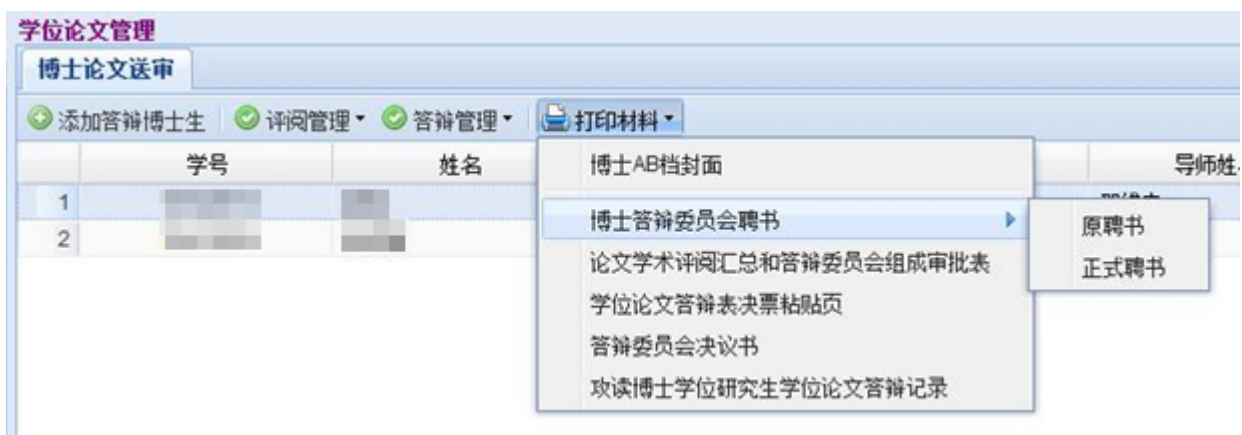 学位论文管理
博士论文送审
添加答辩博士生 评阅管理 答辩管理 打印材料
学号 姓名 导师姓
1
2
博士AB档封面
博士答辩委员会聘书
原聘书
正式聘书
论文学术评阅汇总和答辩委员会组成审批表
学位论文答辩表决票粘贴页
答辩委员会决议书
攻读博士学位研究生学位论文答辩记录